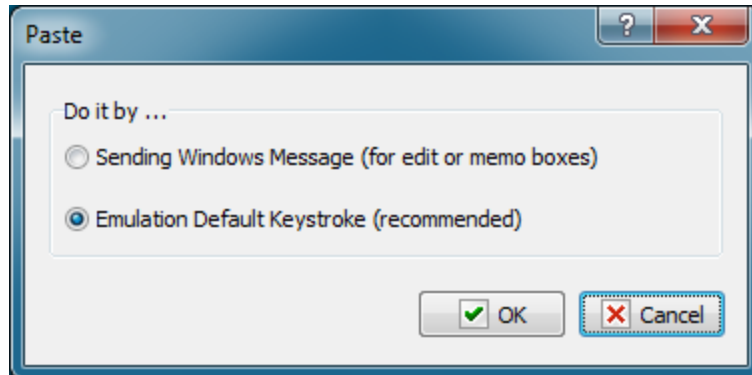 Paste
?
Do it by ...
Sending Windows Message (for edit or memo boxes)
Emulation Default Keystroke (recommended)
OK
Cancel